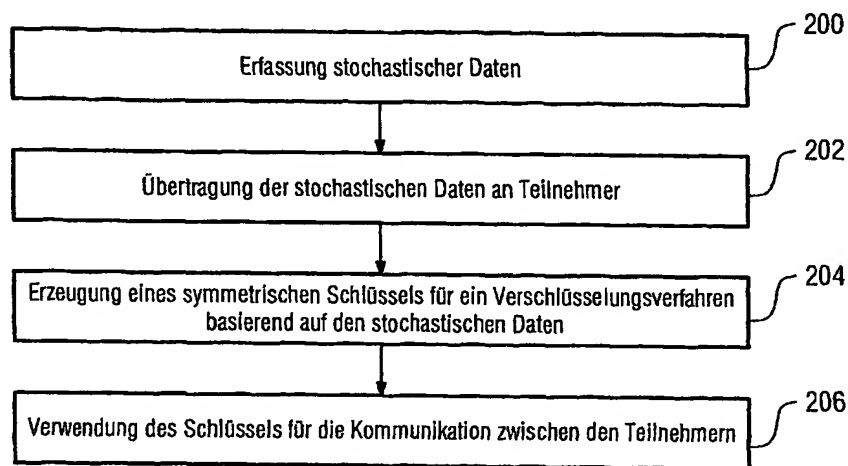 200
Erfassung stochastischer Daten
202
Übertragung der stochastischen Daten an Teilnehmer
204
Erzeugung eines symmetrischen Schlüssels für ein Verschlüsselungsverfahren
basierend auf den stochastischen Daten
206
Verwendung des Schlüssels für die Kommunikation zwischen den Teilnehmern